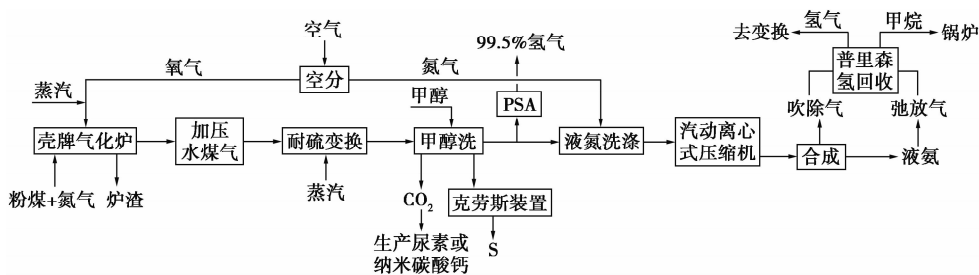 空气
99.5%氢气
氢气
甲烷
去变换
锅炉
普里森
氢回收
氧气
空分
氮气
蒸汽
甲醇
PSA
吹除气
弛放气
壳牌气化炉
加压
水煤气
耐硫变换
甲醇洗
液氮洗涤
汽动离心
式压缩机
合成
液氨
粉煤+氮气
炉渣
蒸汽
CO₂
克劳斯装置
生产尿素或
纳米碳酸钙
S